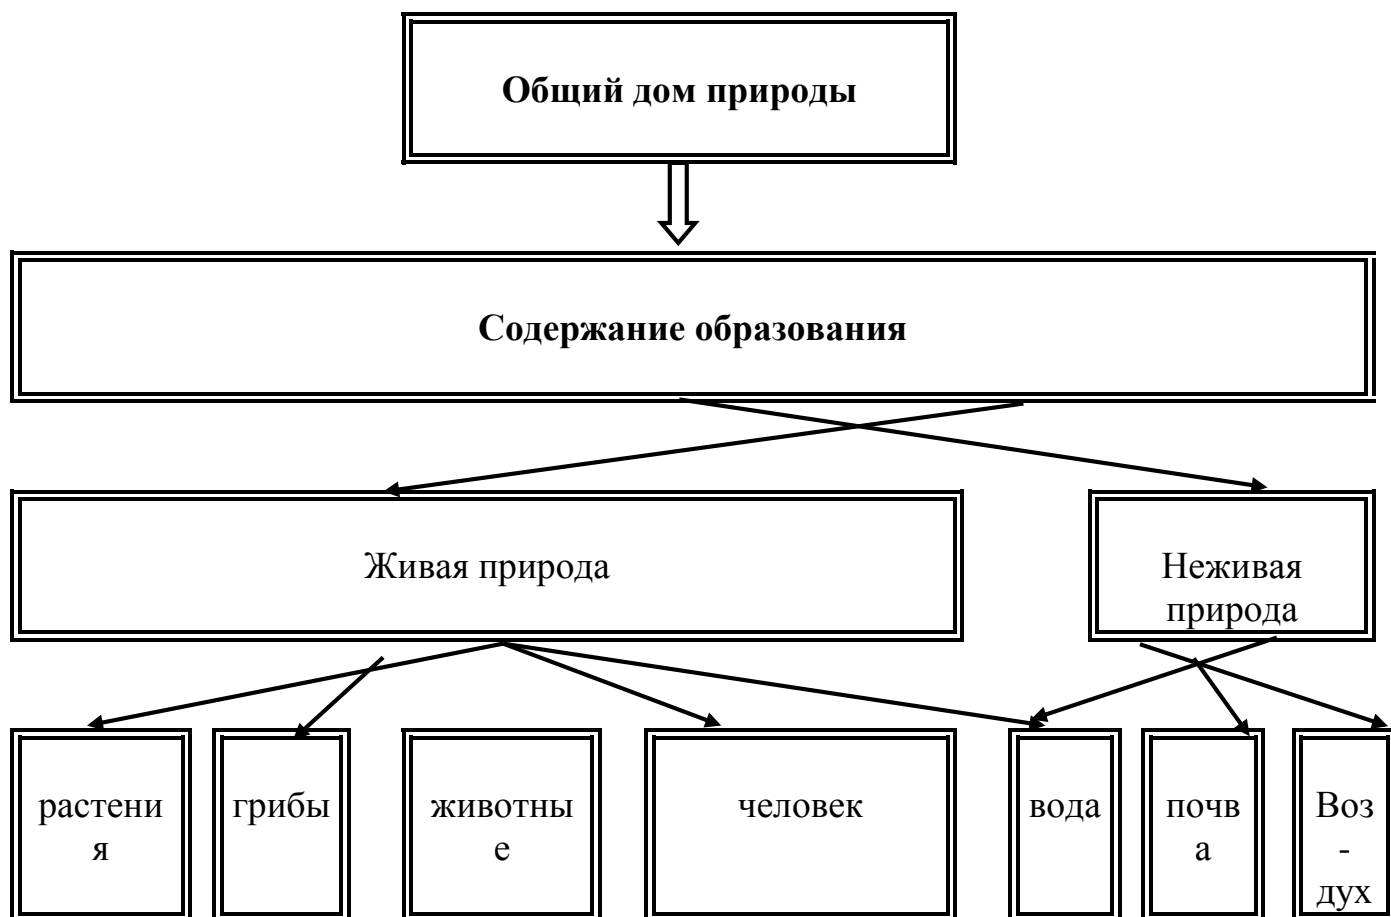 Общий дом природы
Содержание образования
Живая природа
Неживая
природа
растени
я
грибы
животны
е
человек
вода
почв
а
Воз
-
дух